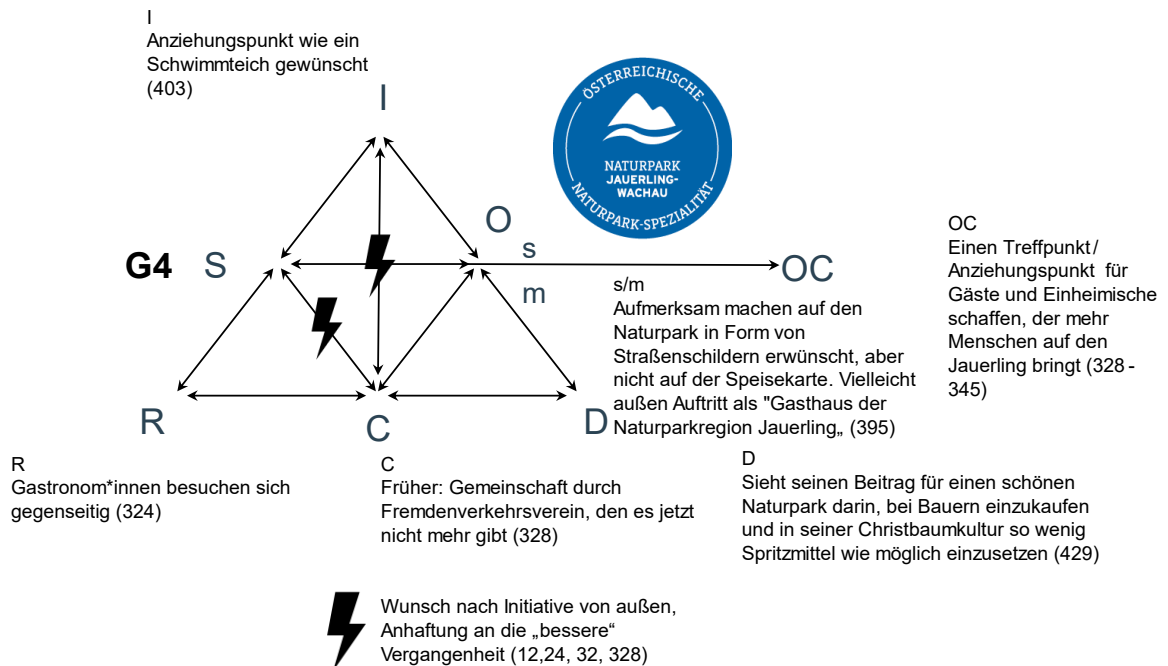 I
Anziehungspunkt wie ein
Schwimmteich gewünscht
(403)
I
ÖSTERREICHISCHE
NATURPARK
JAUERLING-
WACHAU
NATURPARK-SPEZIALITÄT
G4
S
O
s
m
OC
s/m
Aufmerksam machen auf den
Naturpark in Form von
Straßenschildern erwünscht, aber
nicht auf der Speisekarte. Vielleicht
außen Auftritt als "Gasthaus der
Naturparkregion Jauerling„ (395)
OC
Einen Treffpunkt/
Anziehungspunkt für
Gäste und Einheimische
schaffen, der mehr
Menschen auf den
Jauerling bringt (328 -
345)
R
C
D
R
Gastronom*innen besuchen sich
gegenseitig (324)
C
Früher: Gemeinschaft durch
Fremdenverkehrsverein, den es jetzt
nicht mehr gibt (328)
D
Sieht seinen Beitrag für einen schönen
Naturpark darin, bei Bauern einzukaufen
und in seiner Christbaumkultur so wenig
Spritzmittel wie möglich einzusetzen (429)
Wunsch nach Initiative von außen,
Anhaftung an die „bessere“
Vergangenheit (12,24, 32, 328)